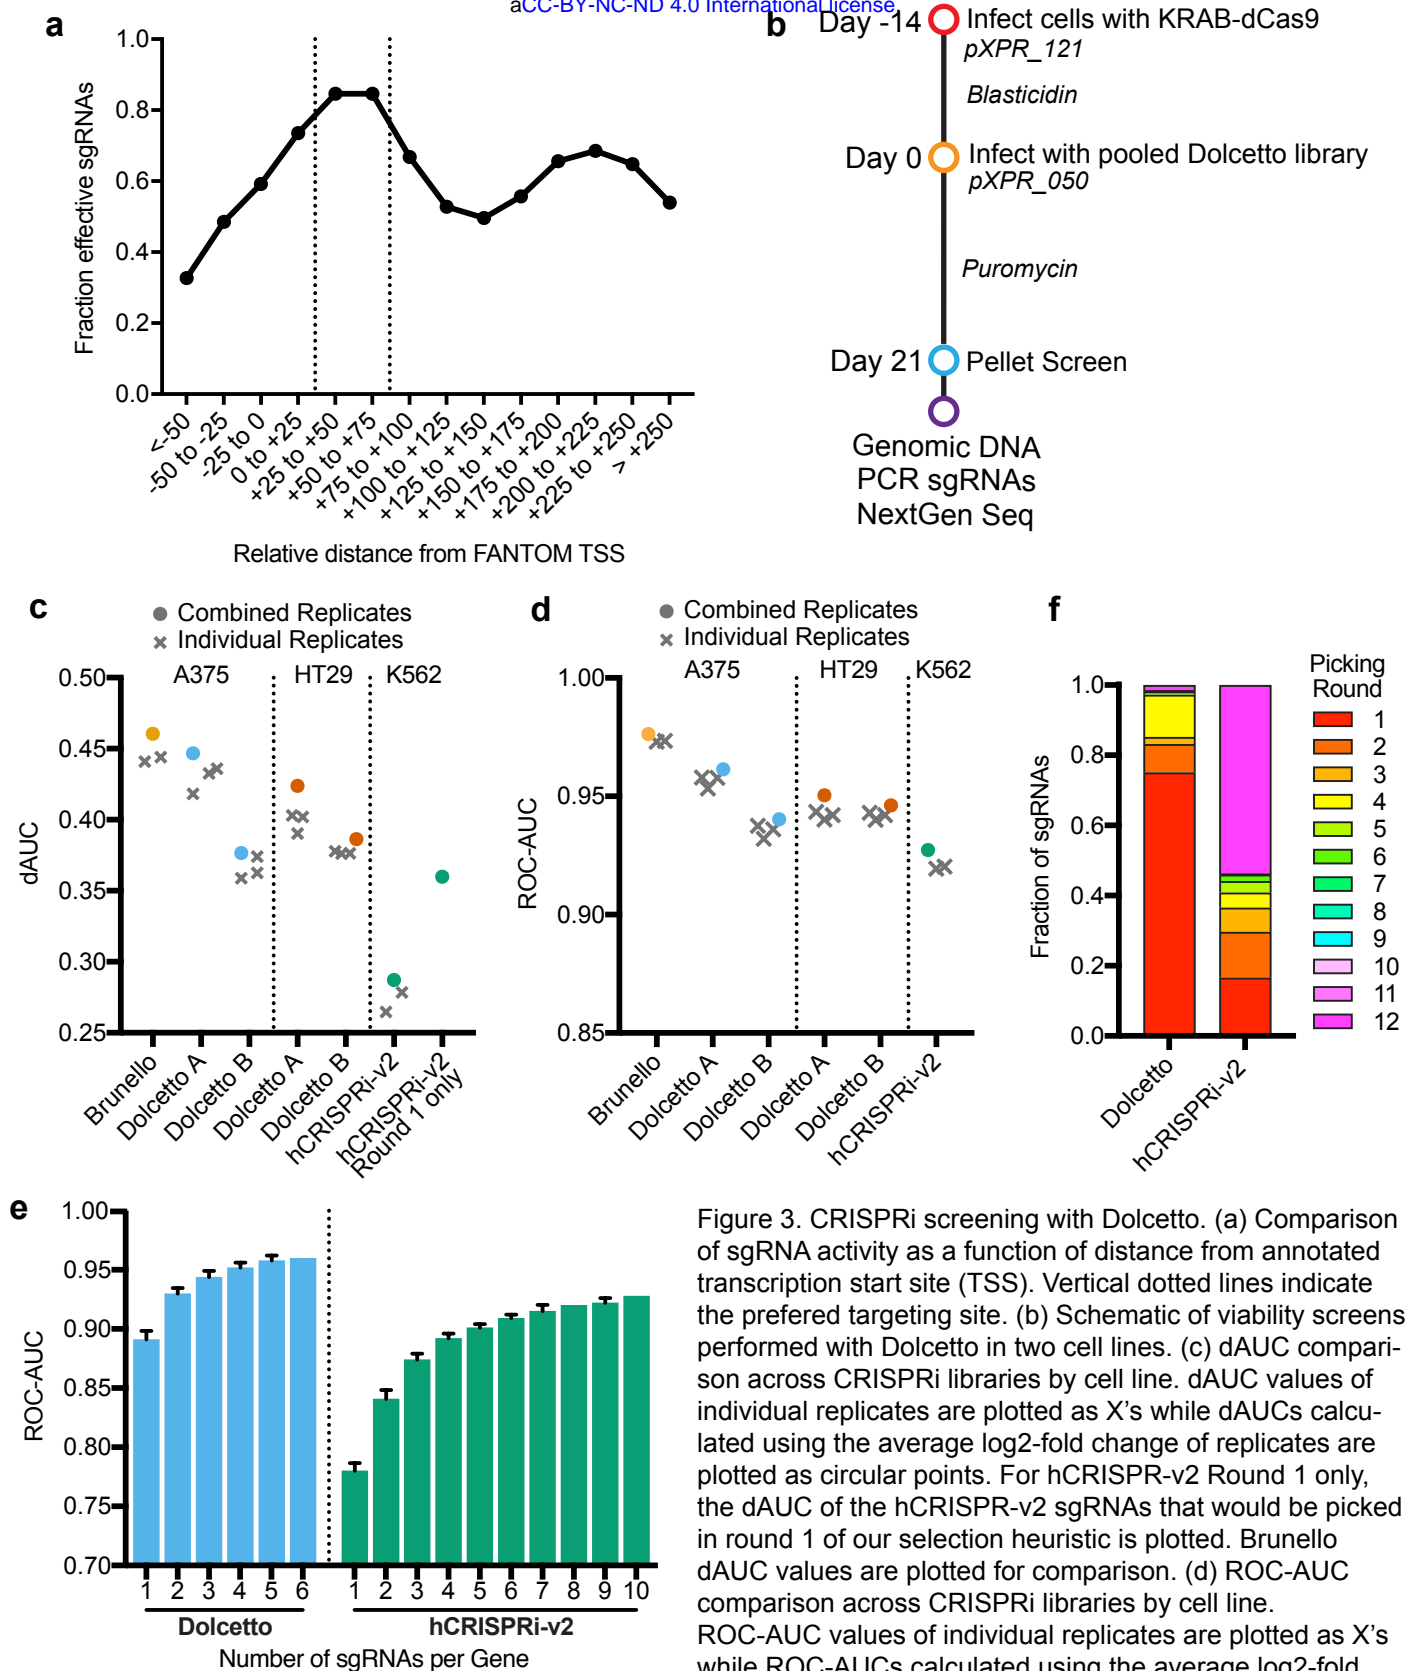 aCC-BY-NC-ND 4.0 International license
a
1.0
0.8
0.6
0.4
0.2
0.0
Fraction effective sgRNAs
<-50
-50 to -25
-25 to 0
0 to +25
+25 to +50
+50 to +75
+75 to +100
+100 to +125
+125 to +150
+150 to +175
+175 to +200
+200 to +225
+225 to +250
> +250
Relative distance from FANTOM TSS
b
Day -14
Infect cells with KRAB-dCas9
pXPR_121
Blasticidin
Day 0
Infect with pooled Dolcetto library
pXPR_050
Puromycin
Day 21
Pellet Screen
Genomic DNA
PCR sgRNAs
NextGen Seq
c
Combined Replicates
Individual Replicates
A375
HT29
K562
0.50
0.45
0.40
0.35
0.30
0.25
dAUC
Brunello
Dolcetto A
Dolcetto B
Dolcetto A
Dolcetto B
hCRISPRi-v2
hCRISPRi-v2
Round 1 only
d
Combined Replicates
Individual Replicates
A375
HT29
K562
1.00
0.95
0.90
0.85
ROC-AUC
Brunello
Dolcetto A
Dolcetto B
Dolcetto A
Dolcetto B
hCRISPRi-v2
f
1.0
0.8
0.6
0.4
0.2
0.0
Fraction of sgRNAs
Dolcetto
hCRISPRi-v2
Picking
Round
1
2
3
4
5
6
7
8
9
10
11
12
e
1.00
0.95
0.90
0.85
0.80
0.75
0.70
ROC-AUC
1 2 3 4 5 6 1 2 3 4 5 6 7 8 9 10
Dolcetto
hCRISPRi-v2
Number of sgRNAs per Gene
Figure 3. CRISPRi screening with Dolcetto. (a) Comparison
of sgRNA activity as a function of distance from annotated
transcription start site (TSS). Vertical dotted lines indicate
the prefered targeting site. (b) Schematic of viability screens
performed with Dolcetto in two cell lines. (c) dAUC compari-
son across CRISPRi libraries by cell line. dAUC values of
individual replicates are plotted as X's while dAUCs calcu-
lated using the average log2-fold change of replicates are
plotted as circular points. For hCRISPR-v2 Round 1 only,
the dAUC of the hCRISPR-v2 sgRNAs that would be picked
in round 1 of our selection heuristic is plotted. Brunello
dAUC values are plotted for comparison. (d) ROC-AUC
comparison across CRISPRi libraries by cell line.
ROC-AUC values of individual replicates are plotted as X's
while ROC-AUCs calculated using the average log2-fold